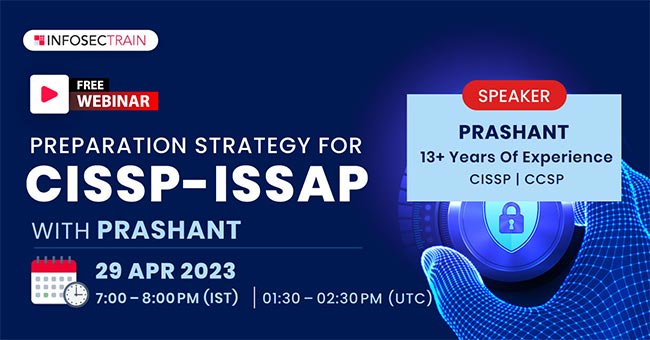 INFOSECTRAIN
FREE
WEBINAR
PREPARATION STRATEGY FOR
CISSP-ISSAP
WITH PRASHANT
29 APR 2023
7:00 – 8:00 PM (IST) | 01:30 – 02:30 PM (UTC)
SPEAKER
PRASHANT
13+ Years Of Experience
CISSP | CCSP